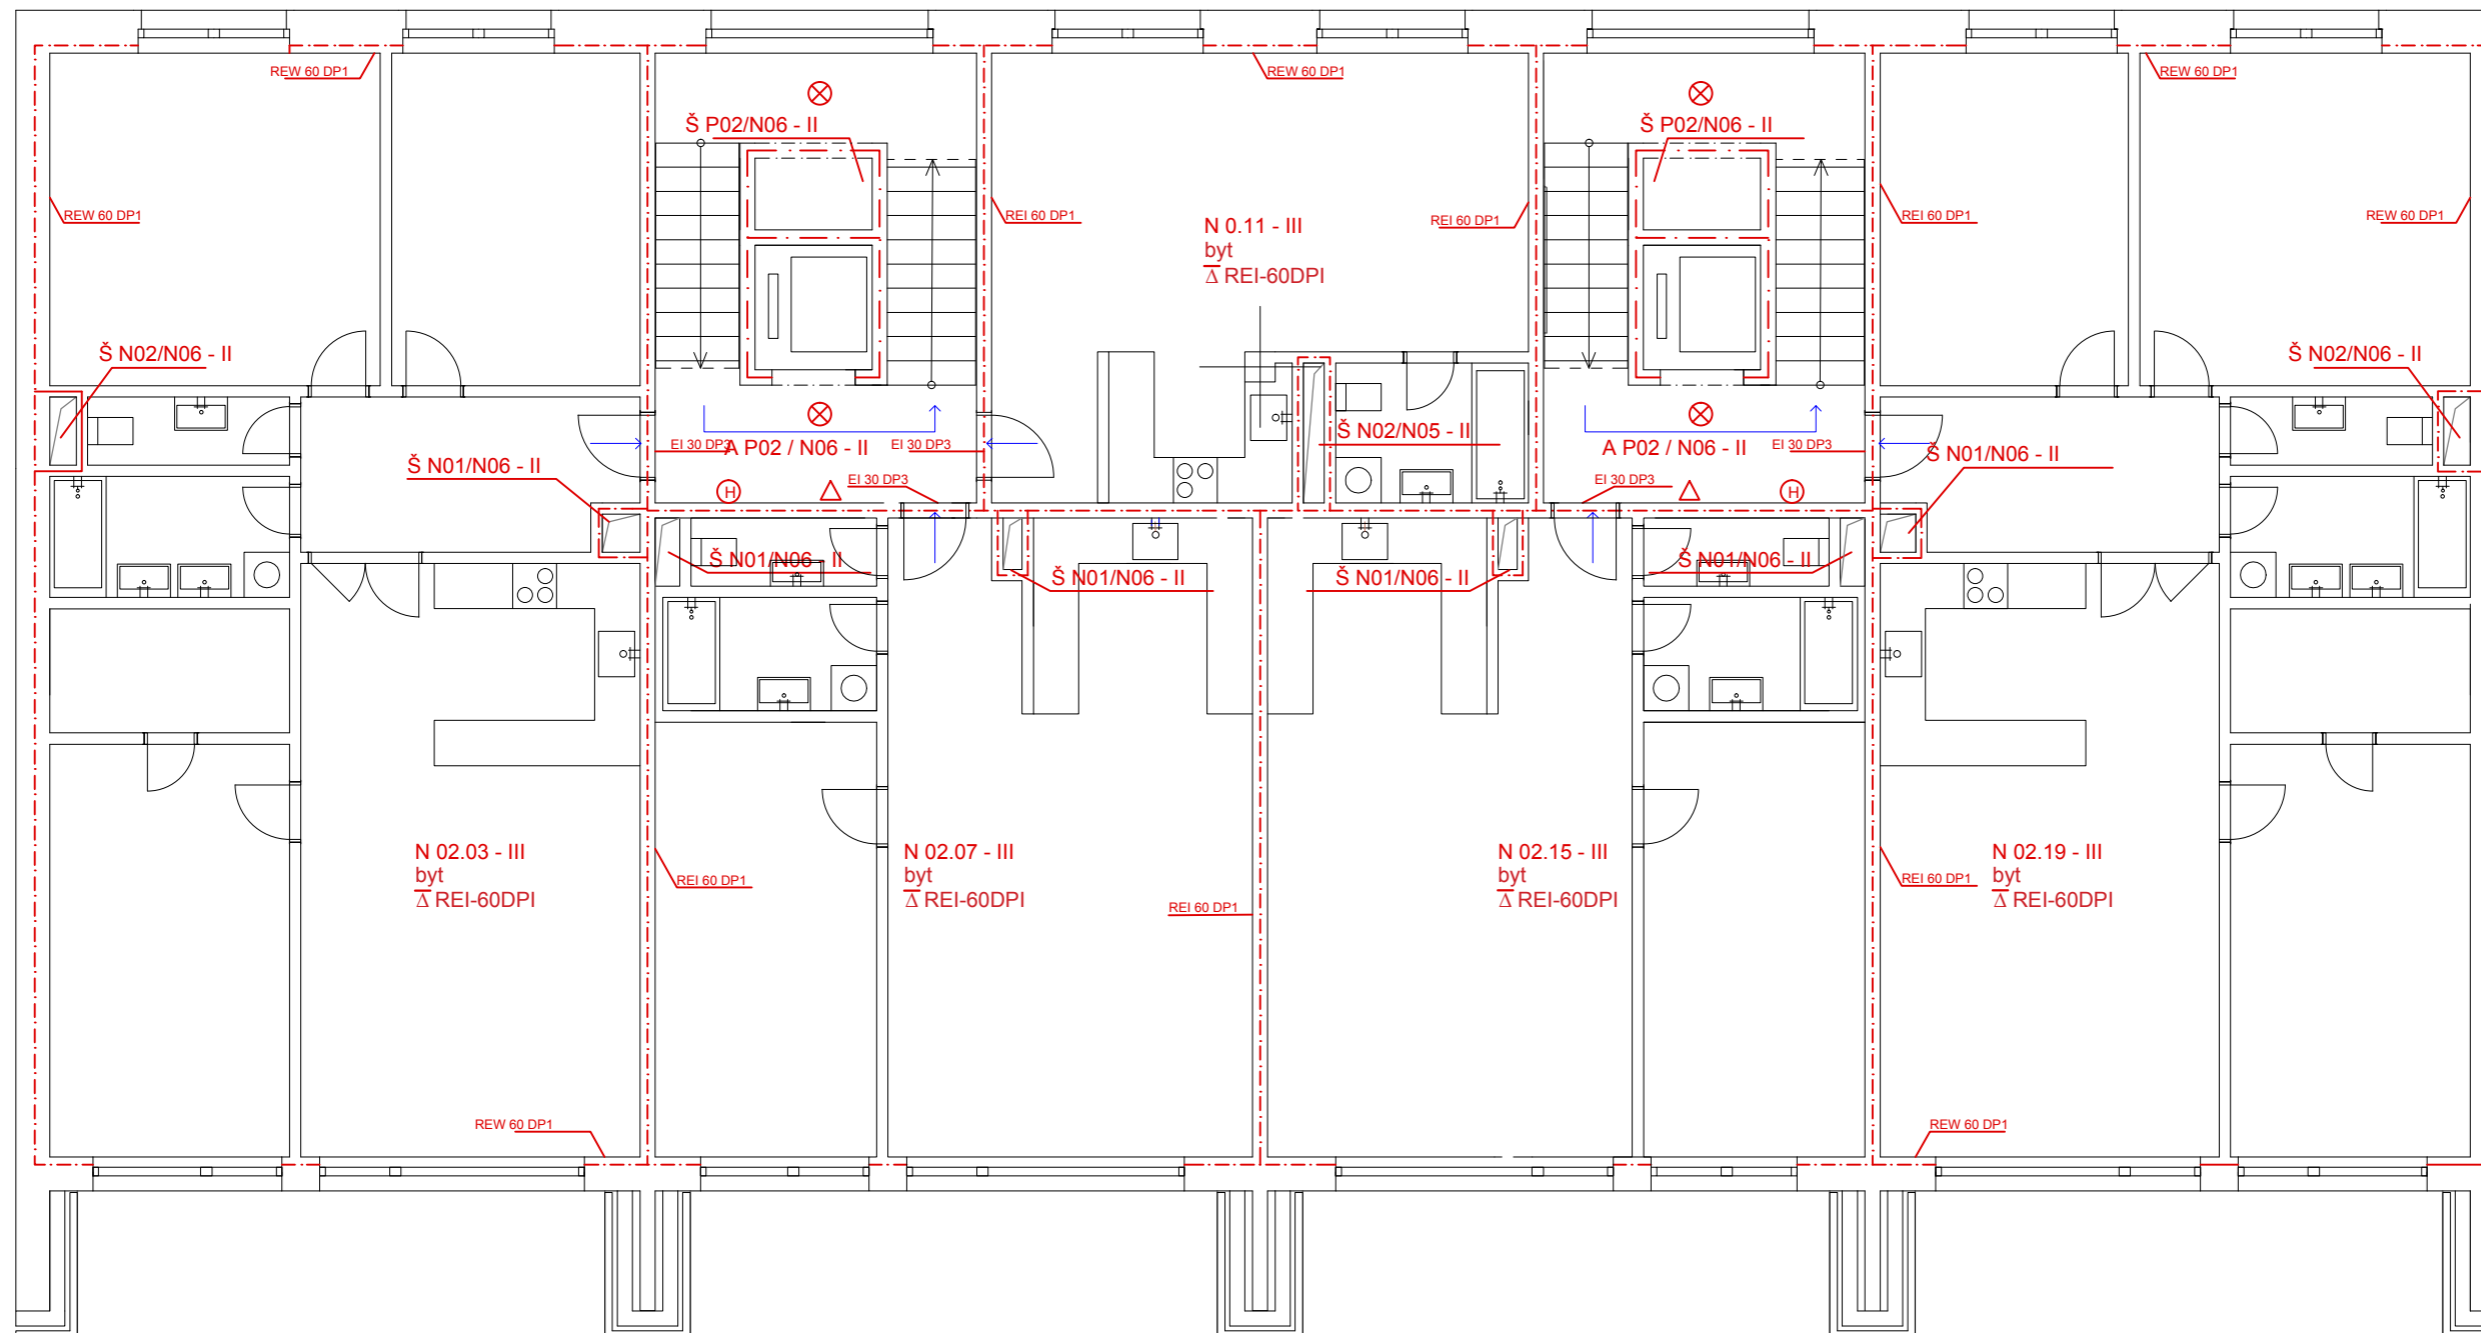 REW 60 DP1
REW 60 DP1
REW 60 DP1
Š P02/N06 - II
Š P02/N06 - II
REW 60 DP1
REI 60 DP1
REI 60 DP1
REI 60 DP1
REW 60 DP1
N 0.11 - III
byt
Δ REI-60DPI
Š N02/N06 - II
Š N02/N06 - II
EI 30 DP3
A P02 / N06 - II
EI 30 DP3
Š N02/N05 - II
A P02 / N06 - II
EI 30 DP3
Š N01/N06 - II
Š N01/N06 - II
H
EI 30 DP3
EI 30 DP3
H
Š N01/N06 - II
Š N01/N06 - II
Š N01/N06 - II
Š N01/N06 - II
N 02.03 - III
byt
Δ REI-60DPI
REI 60 DP1
N 02.07 - III
byt
Δ REI-60DPI
REI 60 DP1
N 02.15 - III
byt
Δ REI-60DPI
REI 60 DP1
N 02.19 - III
byt
Δ REI-60DPI
REW 60 DP1
REW 60 DP1